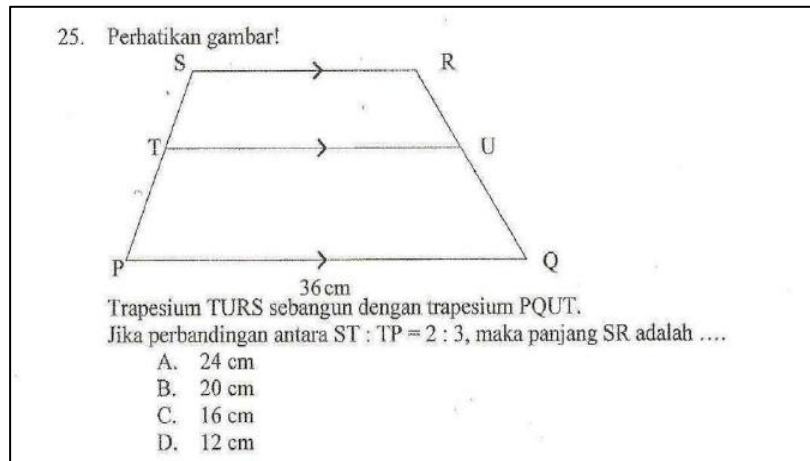 25. Perhatikan gambar!
S R
T U
P Q
36 cm
Trapesium TURS sebangun dengan trapesium PQUT.
Jika perbandingan antara ST : TP = 2 : 3, maka panjang SR adalah ....
A. 24 cm
B. 20 cm
C. 16 cm
D. 12 cm